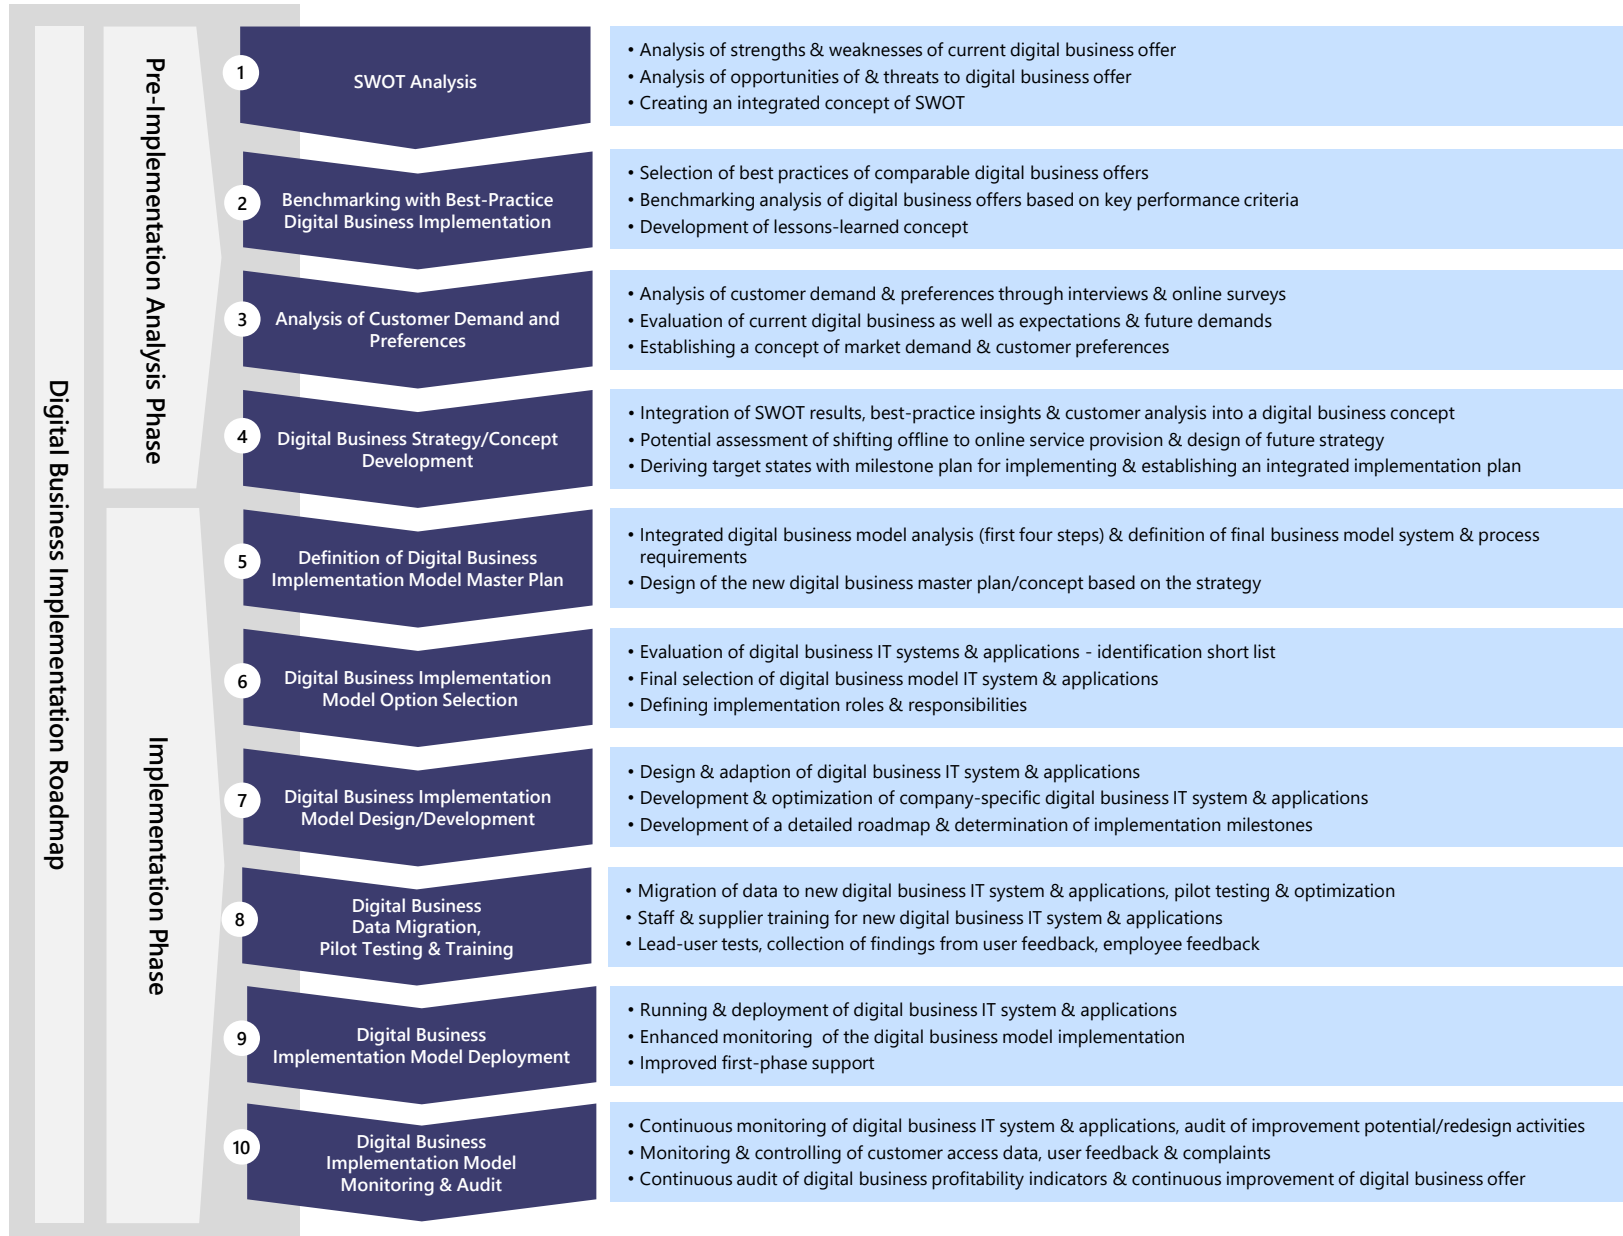 Digital Business Implementation Roadmap
Pre-Implementation Analysis Phase
1
SWOT Analysis
• Analysis of strengths & weaknesses of current digital business offer
• Analysis of opportunities of & threats to digital business offer
• Creating an integrated concept of SWOT
2
Benchmarking with Best-Practice
Digital Business Implementation
• Selection of best practices of comparable digital business offers
• Benchmarking analysis of digital business offers based on key performance criteria
• Development of lessons-learned concept
3
Analysis of Customer Demand and
Preferences
• Analysis of customer demand & preferences through interviews & online surveys
• Evaluation of current digital business as well as expectations & future demands
• Establishing a concept of market demand & customer preferences
4
Digital Business Strategy/Concept
Development
• Integration of SWOT results, best-practice insights & customer analysis into a digital business concept
• Potential assessment of shifting offline to online service provision & design of future strategy
• Deriving target states with milestone plan for implementing & establishing an integrated implementation plan
Implementation Phase
5
Definition of Digital Business
Implementation Model Master Plan
• Integrated digital business model analysis (first four steps) & definition of final business model system & process
requirements
• Design of the new digital business master plan/concept based on the strategy
6
Digital Business Implementation
Model Option Selection
• Evaluation of digital business IT systems & applications - identification short list
• Final selection of digital business model IT system & applications
• Defining implementation roles & responsibilities
7
Digital Business Implementation
Model Design/Development
• Design & adaption of digital business IT system & applications
• Development & optimization of company-specific digital business IT system & applications
• Development of a detailed roadmap & determination of implementation milestones
8
Digital Business
Data Migration,
Pilot Testing & Training
• Migration of data to new digital business IT system & applications, pilot testing & optimization
• Staff & supplier training for new digital business IT system & applications
• Lead-user tests, collection of findings from user feedback, employee feedback
9
Digital Business
Implementation Model Deployment
• Running & deployment of digital business IT system & applications
• Enhanced monitoring of the digital business model implementation
• Improved first-phase support
10
Digital Business
Implementation Model
Monitoring & Audit
• Continuous monitoring of digital business IT system & applications, audit of improvement potential/redesign activities
• Monitoring & controlling of customer access data, user feedback & complaints
• Continuous audit of digital business profitability indicators & continuous improvement of digital business offer